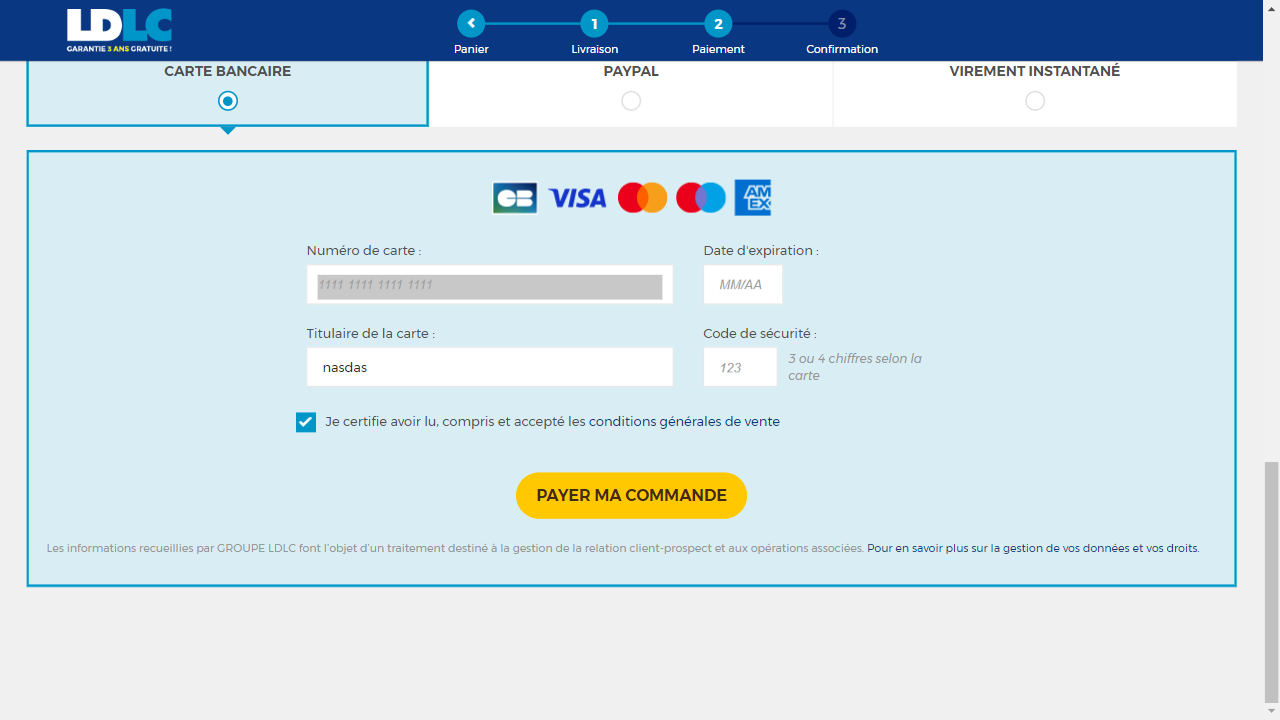 LDLC
GARANTIE 3 ANS GRATUITE !
1
2
3
Panier
Livraison
Paiement
Confirmation
CARTE BANCAIRE
PAYPAL
VIREMENT INSTANTANÉ
CB
VISA
AM
EX
Numéro de carte :
Date d'expiration :
1111 1111 1111 1111
MM/AA
Titulaire de la carte :
Code de sécurité :
nasdas
123
3 ou 4 chiffres selon la
carte
Je certifie avoir lu, compris et accepté les conditions générales de vente
PAYER MA COMMANDE
Les informations recueillies par GROUPE LDLC font l'objet d'un traitement destiné à la gestion de la relation client-prospect et aux opérations associées. Pour en savoir plus sur la gestion de vos données et vos droits.